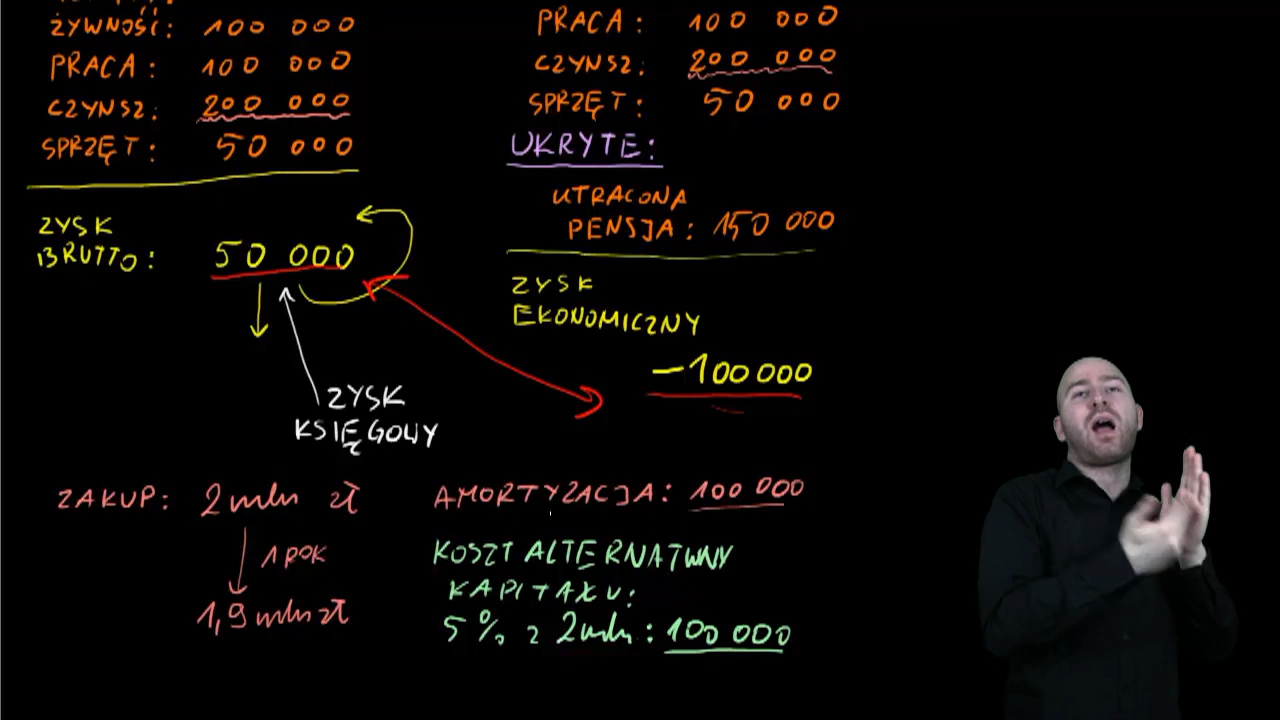 ŻYWNOŚĆ: 100 000
PRACA: 100 000
CZYNSZ: 200 000
SPRZĘT: 50 000
ZYSK
BRUTTO: 50 000
ZYSK
KSIĘGOWY
PRACA: 100 000
CZYNSZ: 200 000
SPRZĘT: 50 000
UKRYTE:
UTRACONA
PENSJA: 150 000
ZYSK
EKONOMICZNY
-100 000
ZAKUP: 2 mln zł
1 ROK
1,9 mln zł
AMORTYZACJA: 100 000
KOSZT ALTERNATWNY
KAPITAŁU:
5% z 2 mln: 100 000